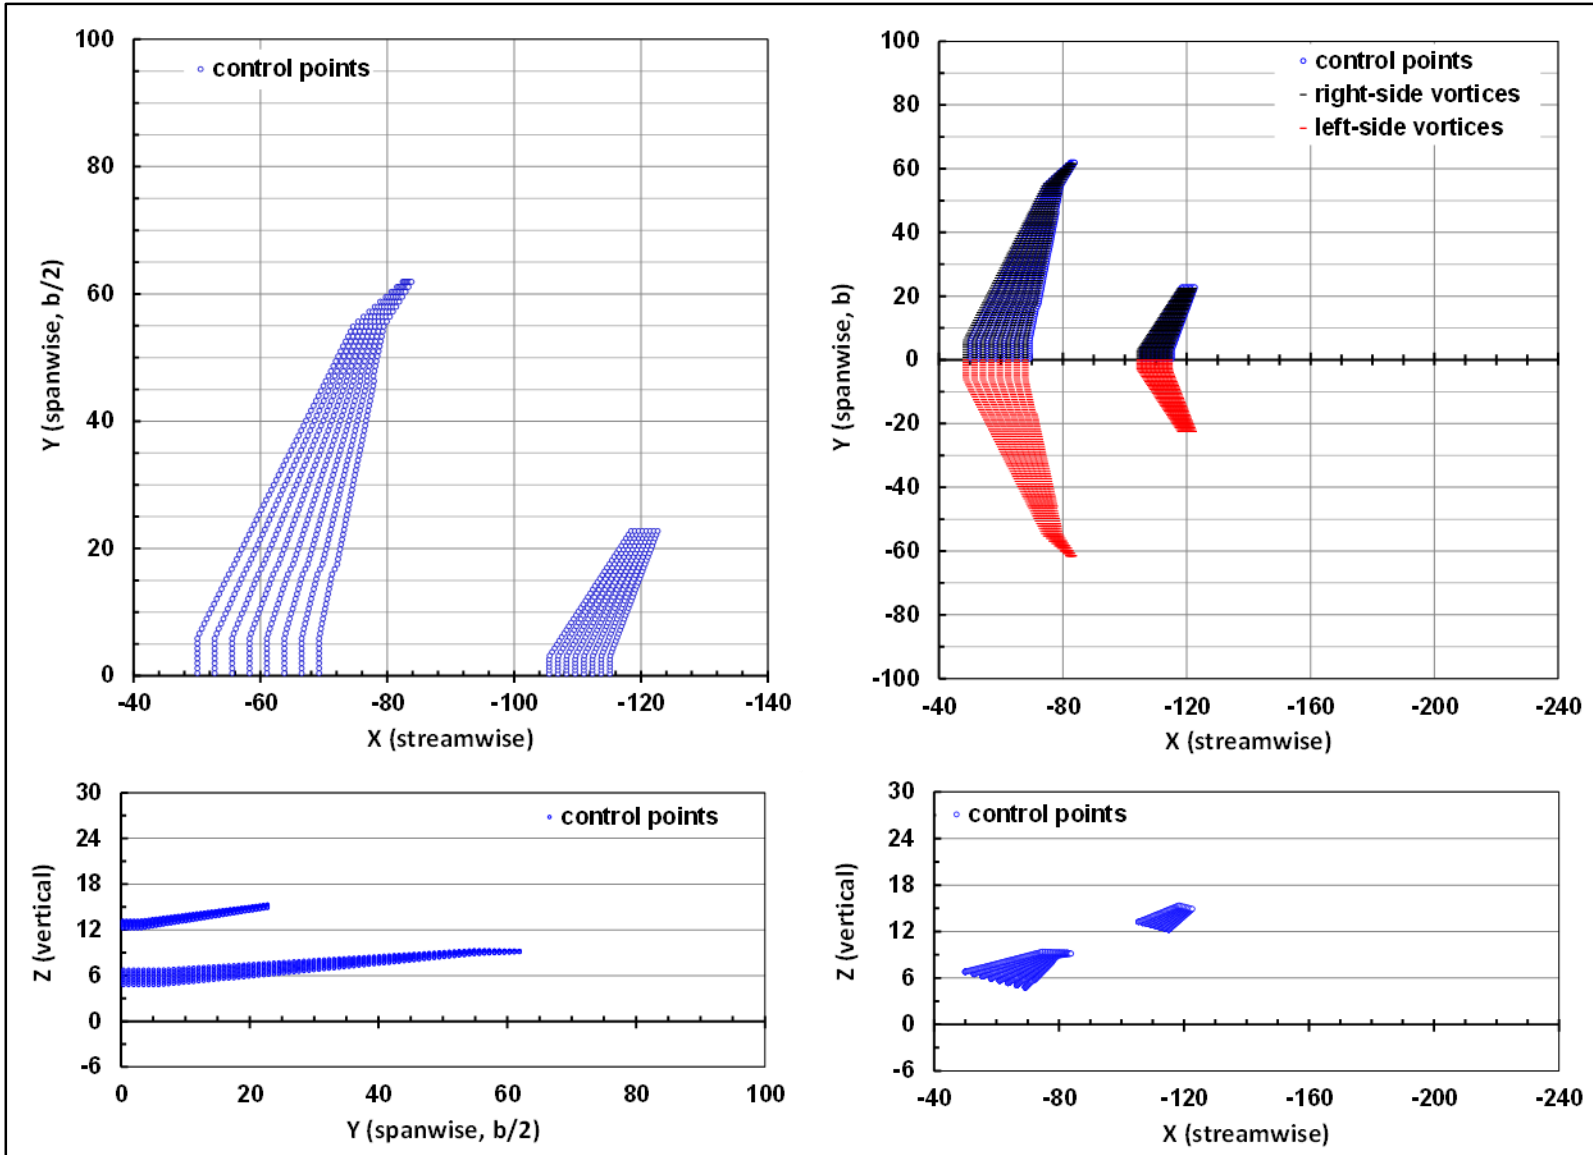 100
80
60
40
20
0
Y (spanwise, b/2)
control points
-40 -60 -80 -100 -120 -140
X (streamwise)
100
80
60
40
20
0
-20
-40
-60
-80
-100
Y (spanwise, b)
control points
right-side vortices
left-side vortices
-40 -80 -120 -160 -200 -240
X (streamwise)
30
24
18
12
6
0
-6
Z (vertical)
control points
0 20 40 60 80 100
Y (spanwise, b/2)
30
24
18
12
6
0
-6
Z (vertical)
control points
-40 -80 -120 -160 -200 -240
X (streamwise)